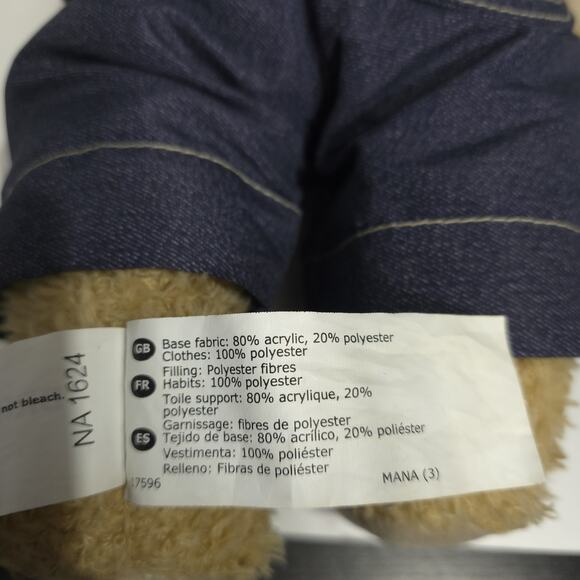 not bleach.
NA 1624
GB Base fabric: 80% acrylic, 20% polyester
Clothes: 100% polyester
Filling: Polyester fibres
FR Habits: 100% polyester
Toile support: 80% acrylique, 20%
polyester
Garnissage: fibres de polyester
ES Tejido de base: 80% acrílico, 20% poliéster
Vestimenta: 100% poliéster
Relleno: Fibras de poliéster
MANA (3)